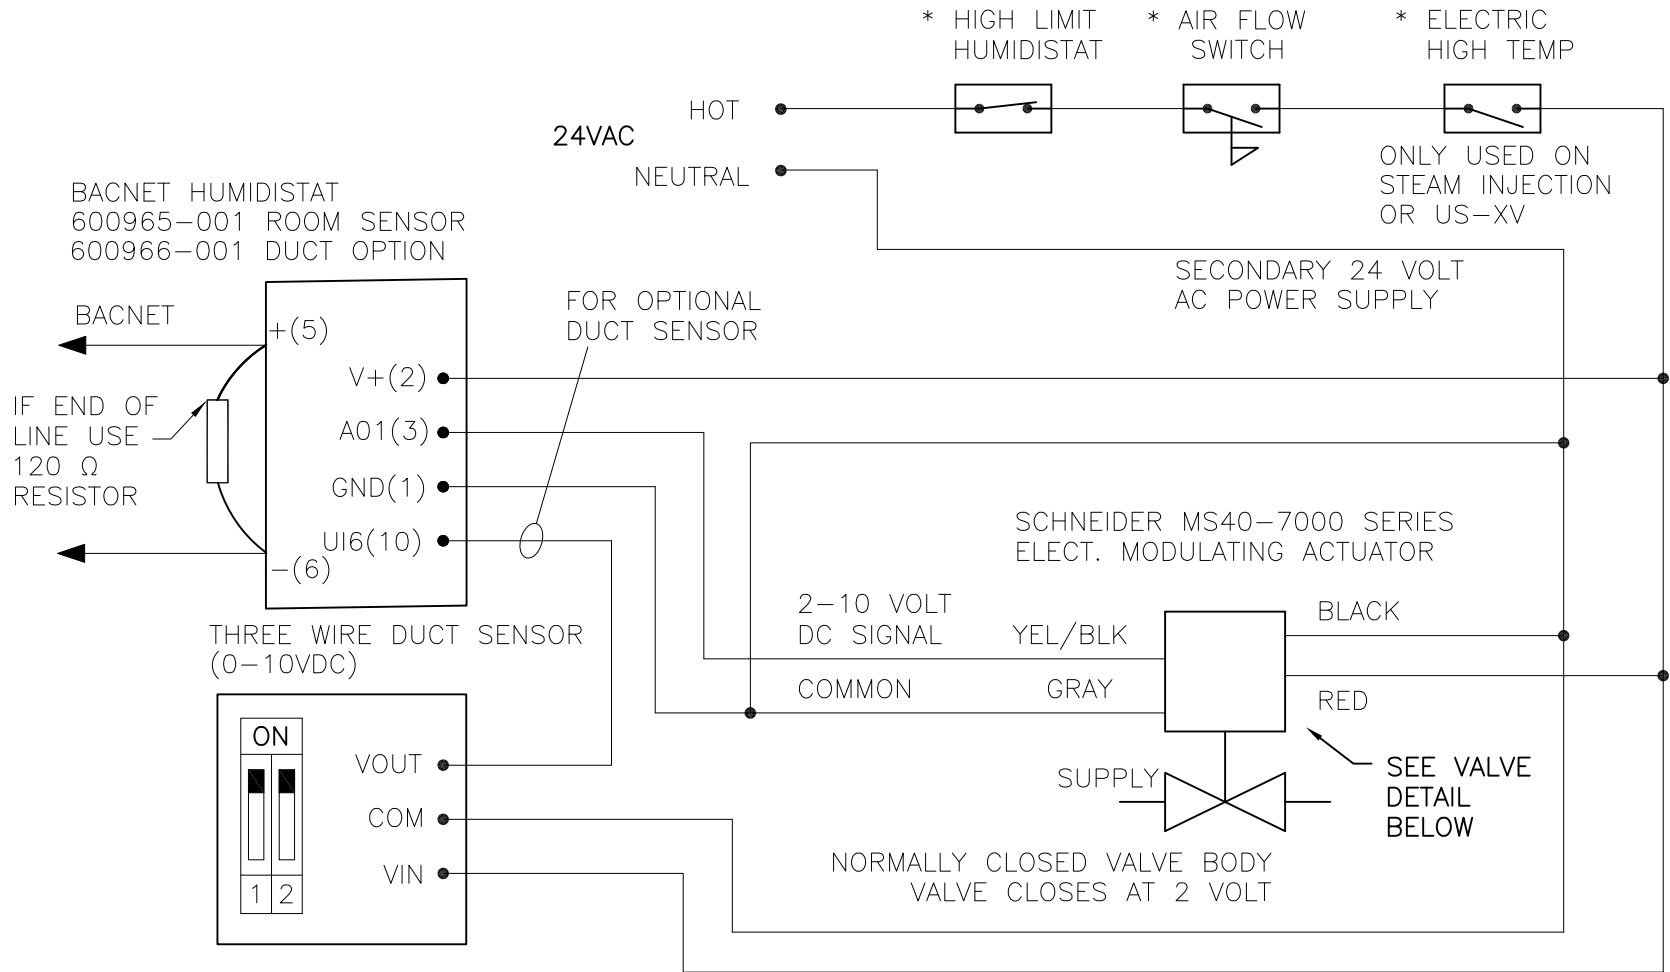 * HIGH LIMIT
HUMIDISTAT
* AIR FLOW
SWITCH
* ELECTRIC
HIGH TEMP
HOT
24VAC
NEUTRAL
ONLY USED ON
STEAM INJECTION
OR US-XV
BACNET HUMIDISTAT
600965-001 ROOM SENSOR
600966-001 DUCT OPTION
SECONDARY 24 VOLT
AC POWER SUPPLY
BACNET
FOR OPTIONAL
DUCT SENSOR
+(5)
V+(2)
IF END OF
LINE USE
120 Ω
RESISTOR
A01(3)
GND(1)
UI6(10)
-(6)
SCHNEIDER MS40-7000 SERIES
ELECT. MODULATING ACTUATOR
2-10 VOLT
DC SIGNAL
YEL/BLK
BLACK
COMMON
GRAY
RED
THREE WIRE DUCT SENSOR
(0-10VDC)
ON
1 2
VOUT
COM
VIN
SUPPLY
SEE VALVE
DETAIL
BELOW
NORMALLY CLOSED VALVE BODY
VALVE CLOSES AT 2 VOLT